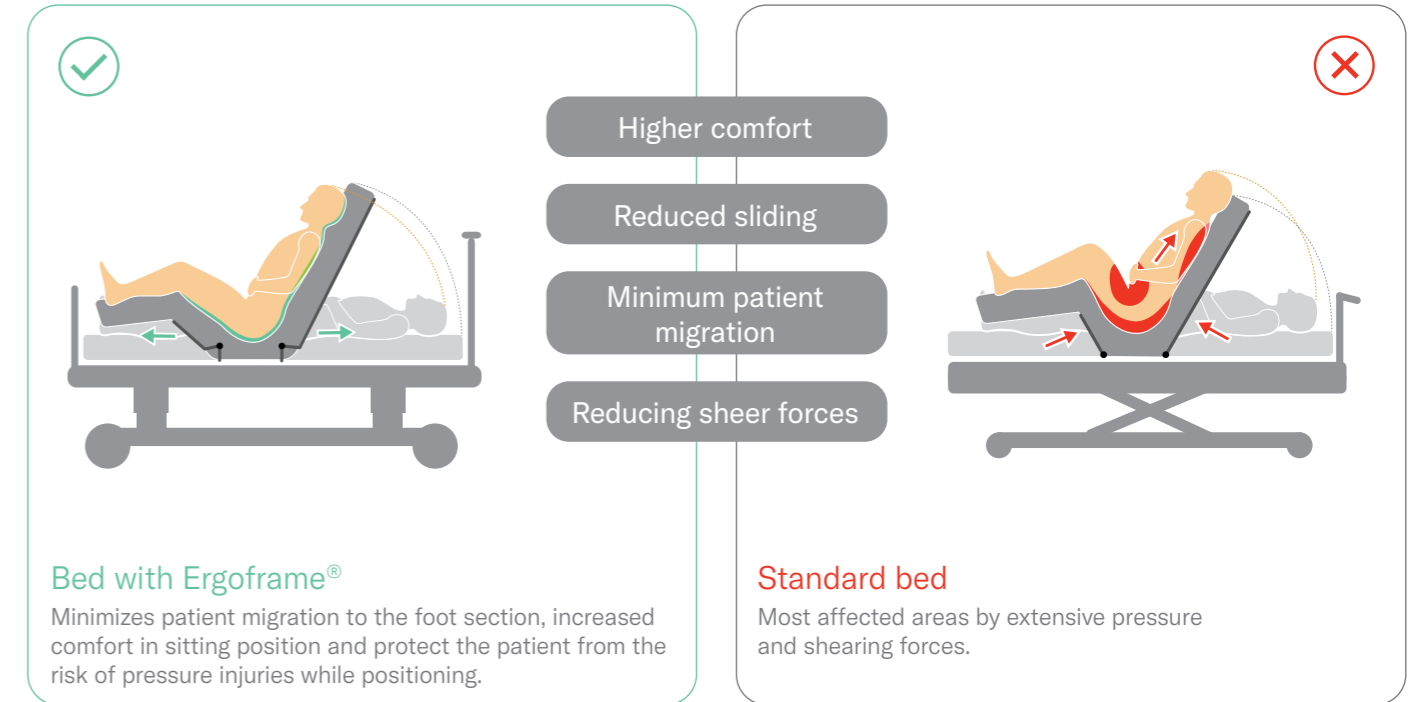 Higher comfort
Reduced sliding
Minimum patient
migration
Reducing sheer forces
Bed with Ergoframe®
Minimizes patient migration to the foot section, increased
comfort in sitting position and protect the patient from the
risk of pressure injuries while positioning.
Standard bed
Most affected areas by extensive pressure
and shearing forces.